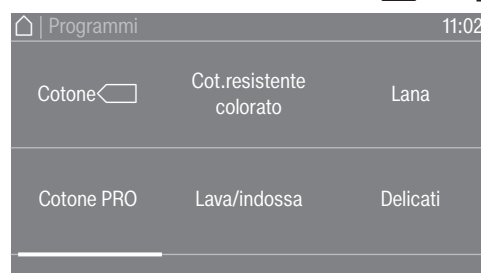 | Programmi 11:02
Cotone
Cot.resistente
colorato
Lana
Cotone PRO
Lava/indossa
Delicati